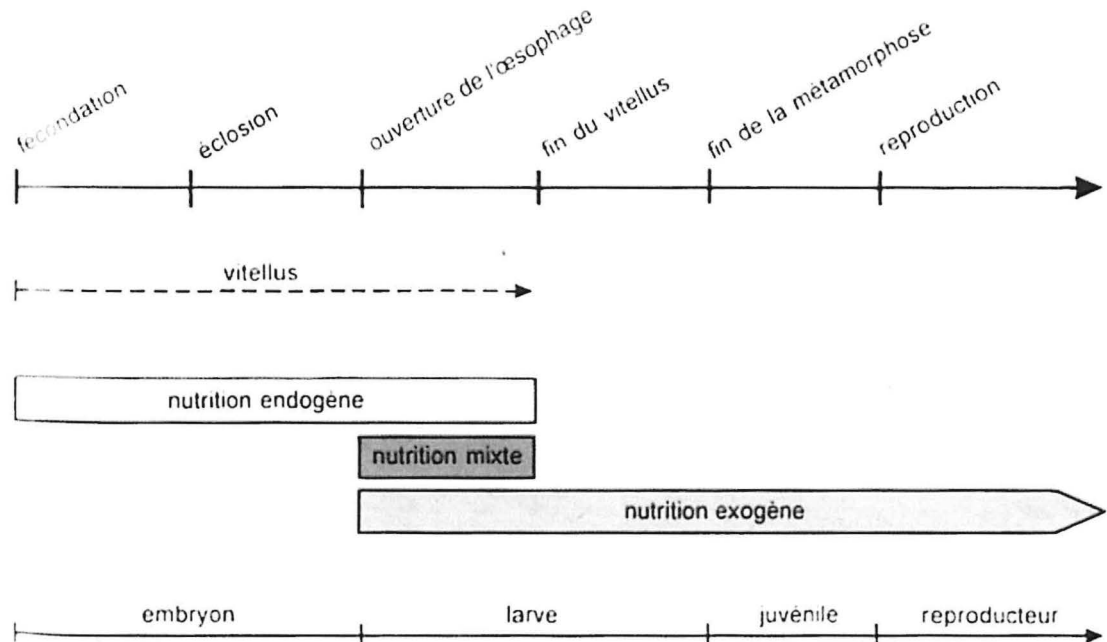 fécondation
éclosion
ouverture de l'œsophage
fin du vitellus
fin de la métamorphose
reproduction
vitellus
nutrition endogène
nutrition mixte
nutrition exogène
embryon
larve
juvénile
reproducteur